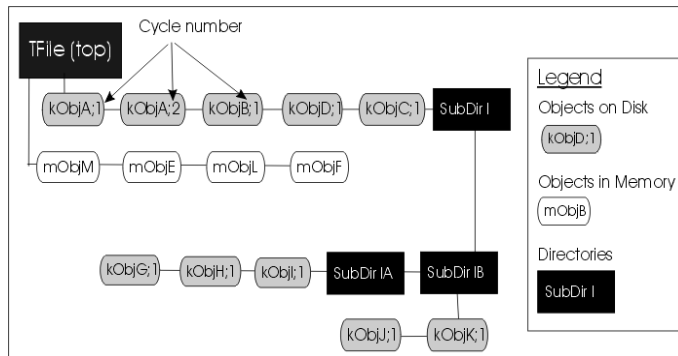 Cycle number
TFile (top)
kObjA;1 kObjA;2 kObjB;1 kObjD;1 kObjC;1 SubDir I
mObjM mObjE mObjL mObjF
kObjG;1 kObjH;1 kObjI;1 SubDir IA SubDir IB
kObjJ;1 kObjK;1
Legend
Objects on Disk
kObjD;1
Objects in Memory
mObjB
Directories
SubDir I